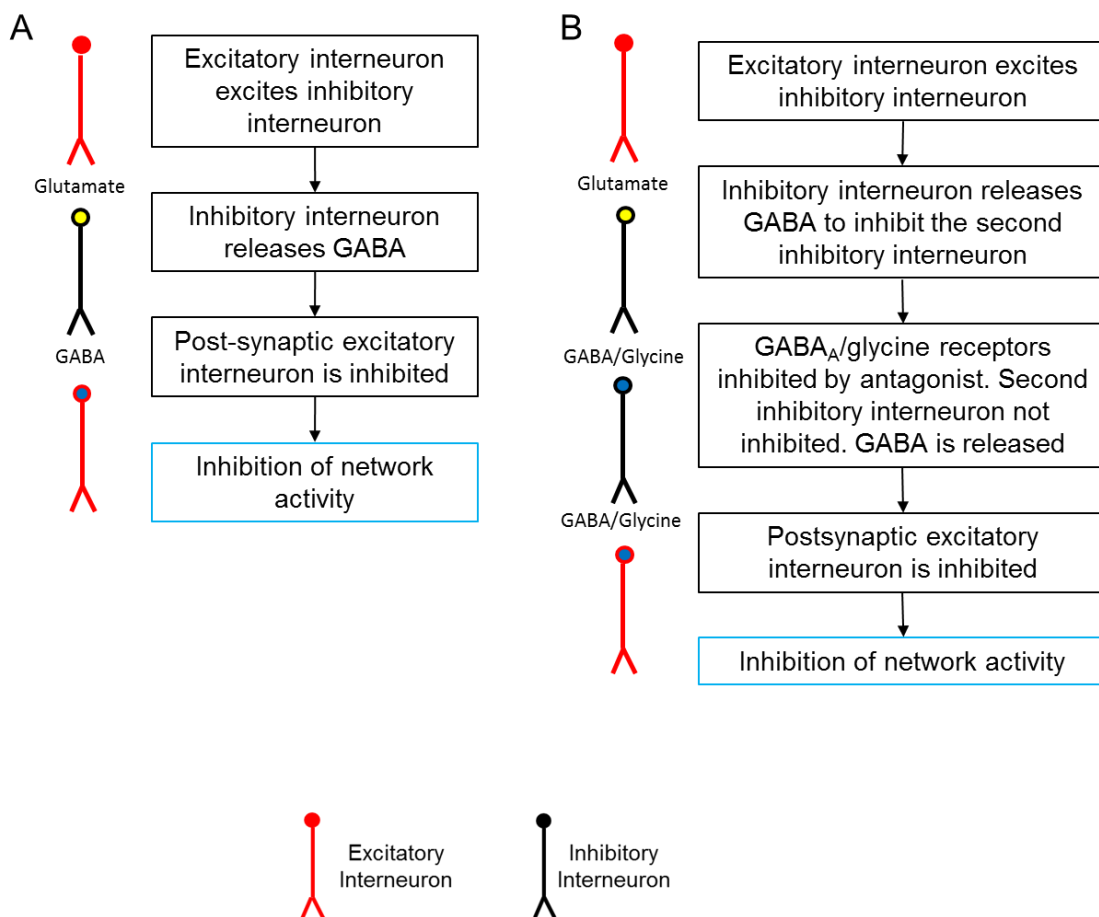 A
Excitatory interneuron
excites inhibitory
interneuron
Glutamate
Inhibitory interneuron
releases GABA
GABA
Post-synaptic excitatory
interneuron is inhibited
Inhibition of network
activity
B
Excitatory interneuron excites
inhibitory interneuron
Glutamate
Inhibitory interneuron releases
GABA to inhibit the second
inhibitory interneuron
GABA/Glycine
GABAA/glycine receptors
inhibited by antagonist. Second
inhibitory interneuron not
inhibited. GABA is released
GABA/Glycine
Postsynaptic excitatory
interneuron is inhibited
Inhibition of network activity
Excitatory
Interneuron
Inhibitory
Interneuron